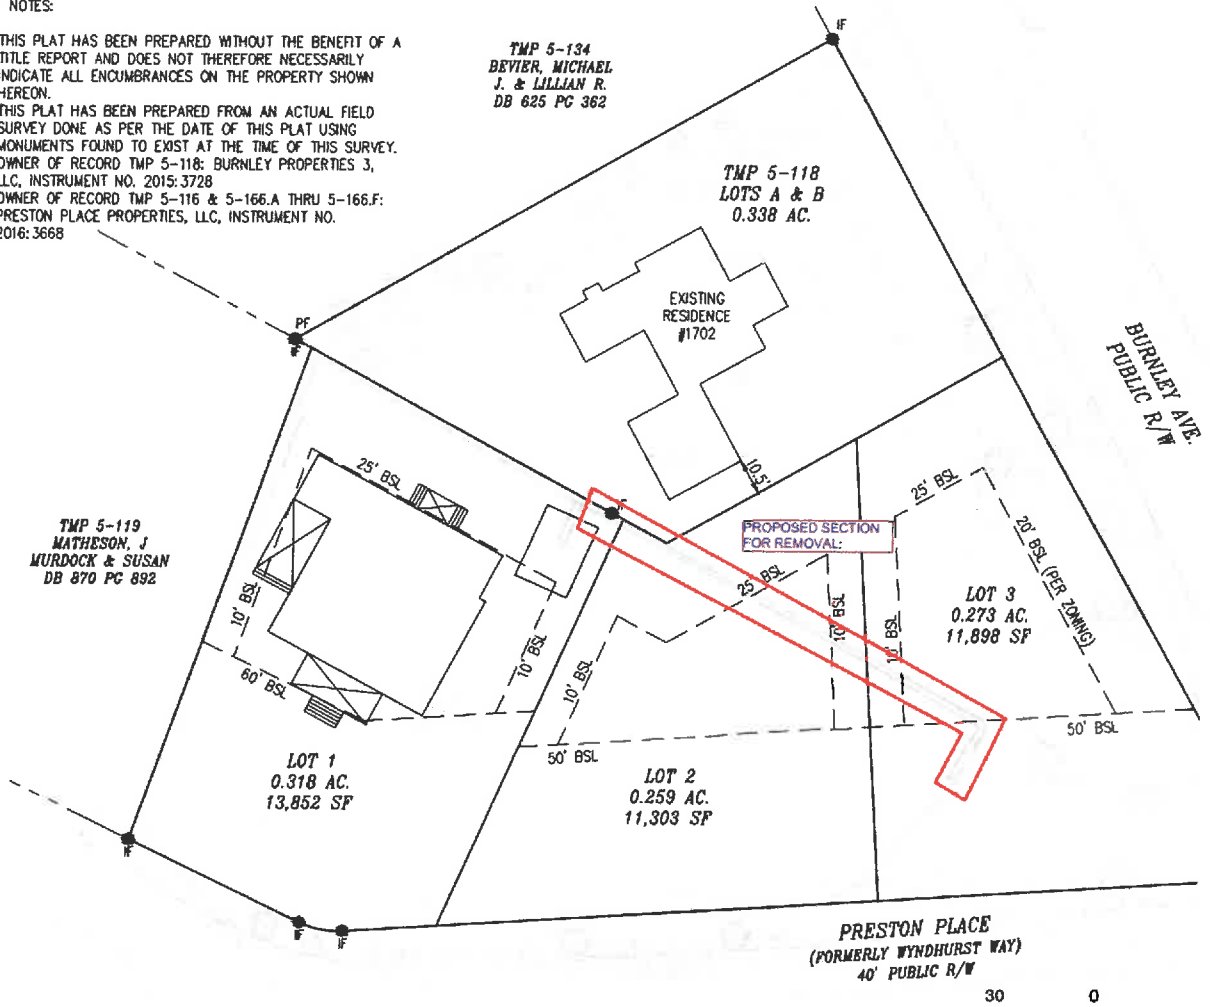 NOTES:
THIS PLAT HAS BEEN PREPARED WITHOUT THE BENEFIT OF A
TITLE REPORT AND DOES NOT THEREFORE NECESSARILY
INDICATE ALL ENCUMBRANCES ON THE PROPERTY SHOWN
HEREON.
THIS PLAT HAS BEEN PREPARED FROM AN ACTUAL FIELD
SURVEY DONE AS PER THE DATE OF THIS PLAT USING
MONUMENTS FOUND TO EXIST AT THE TIME OF THIS SURVEY.
OWNER OF RECORD TMP 5-118: BURNLEY PROPERTIES 3,
LLC, INSTRUMENT NO. 2015:3728
OWNER OF RECORD TMP 5-116 & 5-166.A THRU 5-166.F:
PRESTON PLACE PROPERTIES, LLC, INSTRUMENT NO.
2016:3668
TMP 5-134
BEVIER, MICHAEL
J. & LILLIAN R.
DB 625 PG 362
IF
TMP 5-118
LOTS A & B
0.338 AC.
EXISTING
RESIDENCE
#1702
BURNLEY AVE.
PUBLIC R/W
PF
IF
10.5'
25' BSL
TMP 5-119
MATHESON, J
MURDOCK & SUSAN
DB 870 PG 892
10' BSL
60' BSL
10' BSL
PROPOSED SECTION
FOR REMOVAL:
25' BSL
10' BSL
10' BSL
10' BSL
25' BSL
20' BSL (PER ZONING)
LOT 3
0.273 AC.
11,898 SF
50' BSL
50' BSL
LOT 1
0.318 AC.
13,852 SF
LOT 2
0.259 AC.
11,303 SF
IF
IF
IF
PRESTON PLACE
(FORMERLY WYNDHURST WAY)
40' PUBLIC R/W
30 0